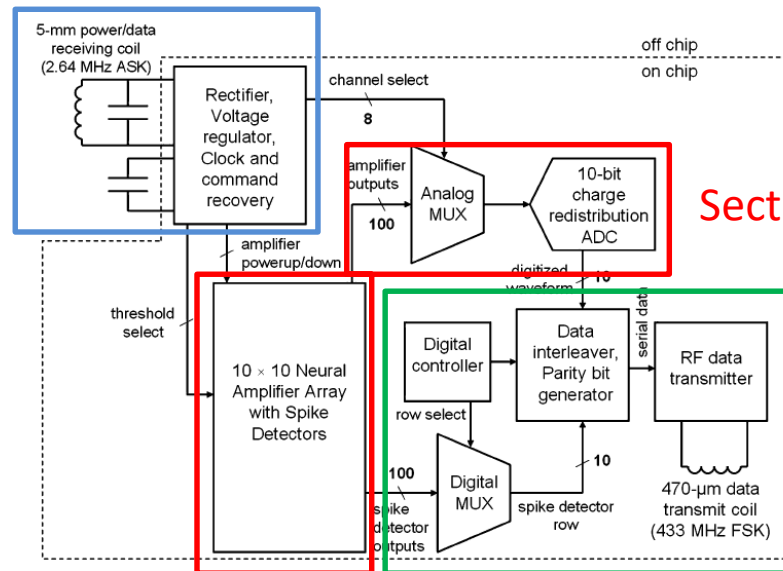 5-mm power/data
receiving coil
(2.64 MHz ASK)
off chip
on chip
Rectifier,
Voltage
regulator,
Clock and
command
recovery
channel select
8
amplifier
outputs
100
Analog
MUX
10-bit
charge
redistribution
ADC
Sect
amplifier
powerup/down
threshold
select
digitized
waveform
10
serial data
10 × 10 Neural
Amplifier Array
with Spike
Detectors
Digital
controller
Data
interleaver,
Parity bit
generator
RF data
transmitter
row select
100
spike
detector
outputs
Digital
MUX
10
spike detector
row
470-µm data
transmit coil
(433 MHz FSK)